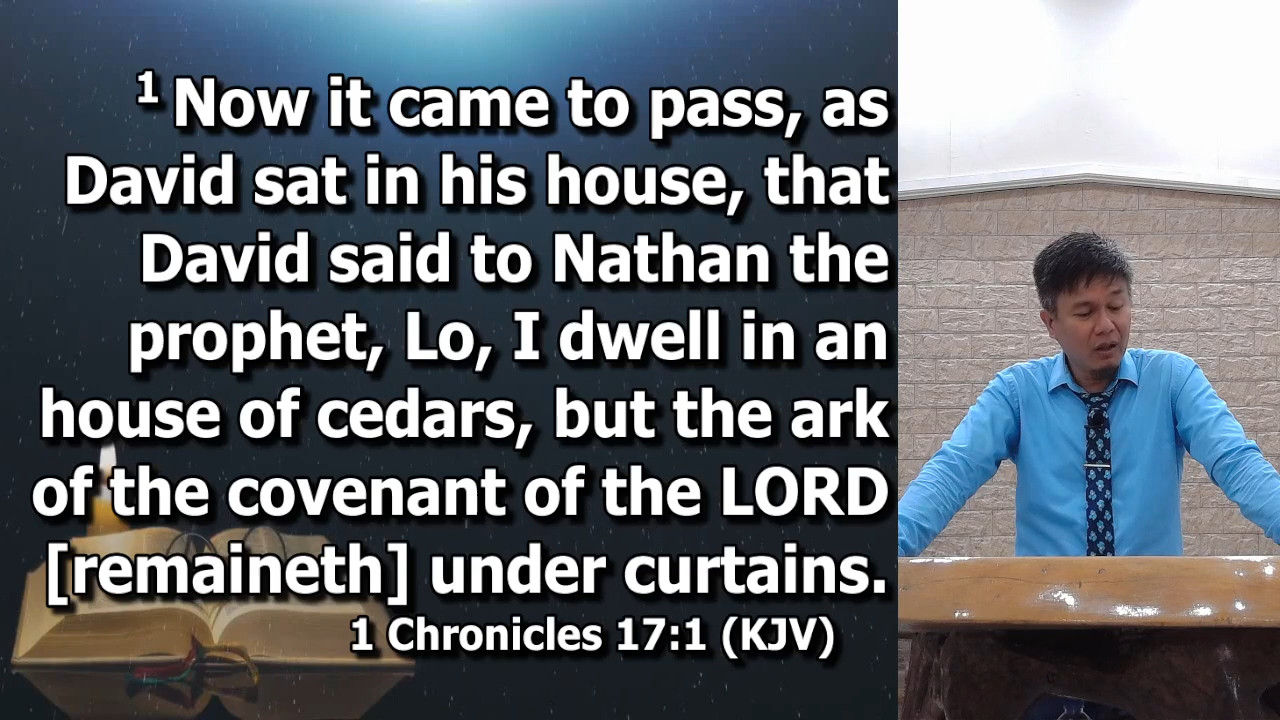 1 Now it came to pass, as
David sat in his house, that
David said to Nathan the
prophet, Lo, I dwell in an
house of cedars, but the ark
of the covenant of the LORD
[remaineth] under curtains.
1 Chronicles 17:1 (KJV)